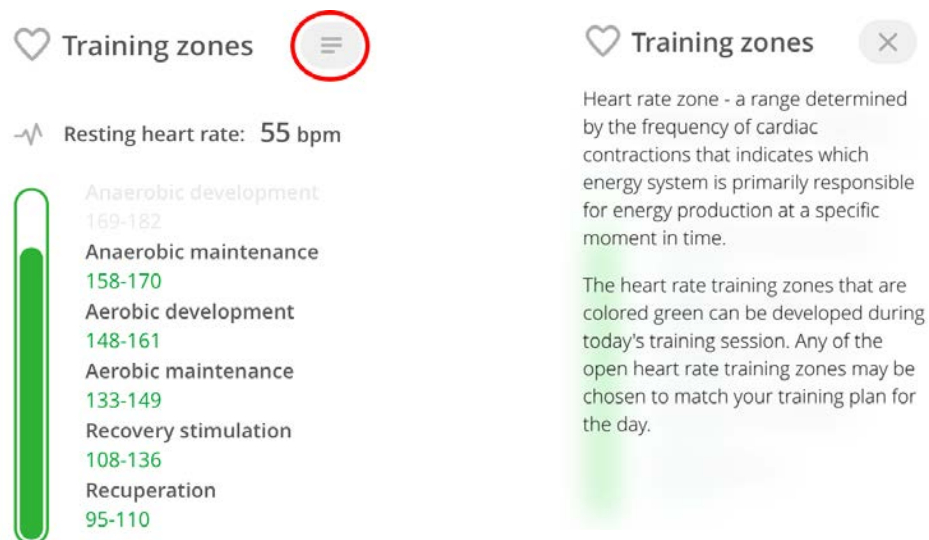 Training zones
Resting heart rate: 55 bpm
Anaerobic development
169-182
Anaerobic maintenance
158-170
Aerobic development
148-161
Aerobic maintenance
133-149
Recovery stimulation
108-136
Recuperation
95-110
Training zones
Heart rate zone - a range determined
by the frequency of cardiac
contractions that indicates which
energy system is primarily responsible
for energy production at a specific
moment in time.
The heart rate training zones that are
colored green can be developed during
today's training session. Any of the
open heart rate training zones may be
chosen to match your training plan for
the day.